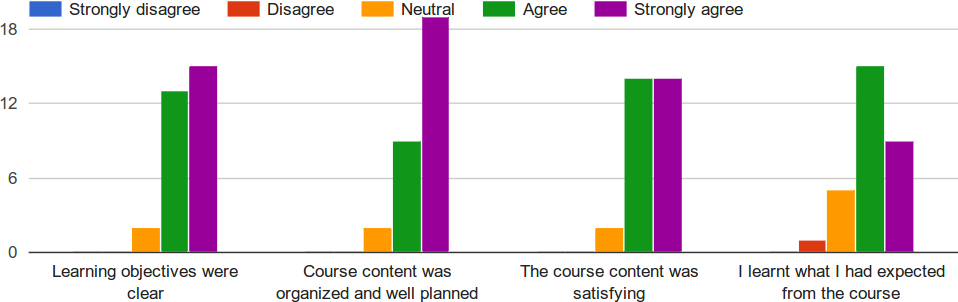 Strongly disagree Disagree Neutral Agree Strongly agree
18
12
6
0
Learning objectives were
clear
Course content was
organized and well planned
The course content was
satisfying
I learnt what I had expected
from the course